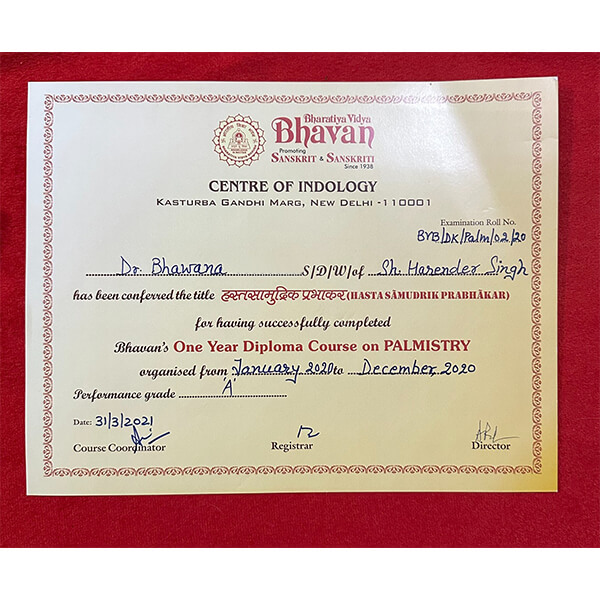 Bharatiya Vidya
Bhavan
Promoting
SANSKRIT & SANSKRITI
Since 1938
CENTRE OF INDOLOGY
KASTURBA GANDHI MARG, NEW DELHI -110001
Examination Roll No.
BVB/DK/Palm/02/20
Dr. Bhawana S/D/W/of Sh. Harender Singh
has been conferred the title हस्तसामुद्रिक प्रभाकर (HASTA SĀMUDRIK PRABHĀKAR)
for having successfully completed
Bhavan's One Year Diploma Course on PALMISTRY
organised from January 2020 to December, 2020
Performance grade 'A'
Date: 31/3/2021
Course Coordinator Registrar Director